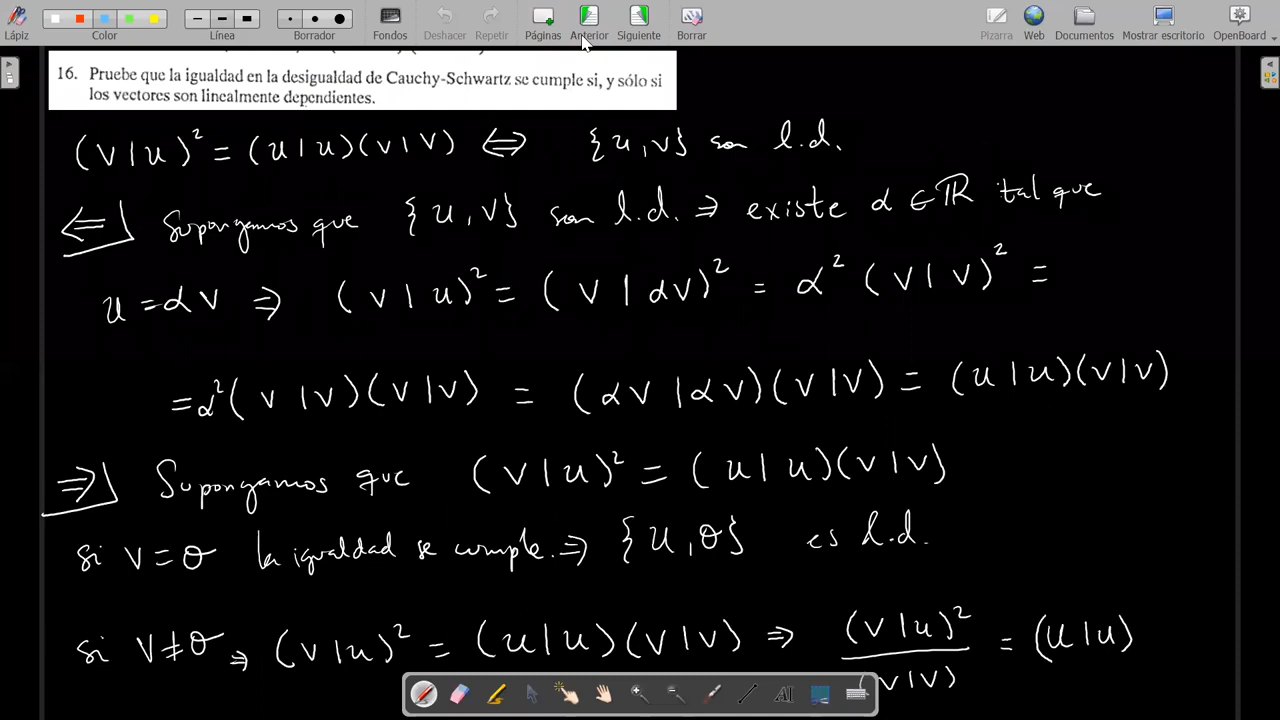 Lápiz Color Línea Borrador Fondos Deshacer Repetir Páginas Anterior Siguiente Borrar Pizarra Web Documentos Mostrar escritorio OpenBoard
16. Pruebe que la igualdad en la desigualdad de Cauchy-Schwartz se cumple si, y sólo si
los vectores son linealmente dependientes.
(v|u)² = (u|u)(v|v) ⇔ {u,v} son l.d.
⇐] Supongamos que {u,v} son l.d. ⇒ existe α ∈ ℝ tal que
u = αv ⇒ (v|u)² = (v|αv)² = α²(v|v)² =
= α²(v|v)(v|v) = (αv|αv)(v|v) = (u|u)(v|v)
⇒] Supongamos que (v|u)² = (u|u)(v|v)
si v = θ la igualdad se cumple. ⇒ {u,θ} es l.d.
si v ≠ θ ⇒ (v|u)² = (u|u)(v|v) ⇒ (v|u)² / (v|v) = (u|u)
AI